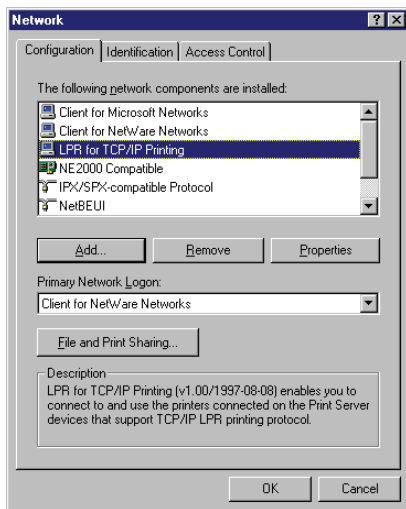 Network
Configuration Identification Access Control
The following network components are installed:
Client for Microsoft Networks
Client for NetWare Networks
LPR for TCP/IP Printing
NE2000 Compatible
IPX/SPX-compatible Protocol
NetBEUI
Add... Remove Properties
Primary Network Logon:
Client for NetWare Networks
File and Print Sharing...
Description
LPR for TCP/IP Printing (v1.00/1997-08-08) enables you to
connect to and use the printers connected on the Print Server
devices that support TCP/IP LPR printing protocol.
OK Cancel